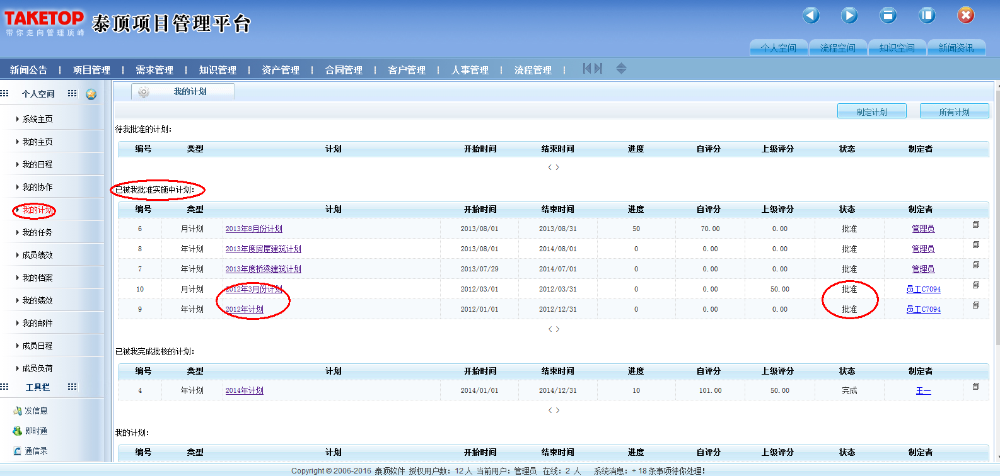 TAKETOP 泰顶项目管理平台
带你走向管理顶峰
个人空间 流程空间 知识空间 新闻资讯
新闻公告 | 项目管理 | 需求管理 | 知识管理 | 资产管理 | 合同管理 | 客户管理 | 人事管理 | 流程管理 |
个人空间
系统主页
我的主页
我的日程
我的协作
我的计划
我的任务
成员绩效
我的档案
我的绩效
我的邮件
成员日程
成员负荷
工具栏
发信息
即时通
通信录
我的计划
制定计划 所有计划
待我批准的计划:
编号 类型 计划 开始时间 结束时间 进度 自评分 上级评分 状态 制定者
< >
已被我批准实施中计划:
编号 类型 计划 开始时间 结束时间 进度 自评分 上级评分 状态 制定者
6 月计划 2013年8月份计划 2013/08/01 2013/08/31 50 70.00 0.00 批准 管理员
8 年计划 2013年度房屋建筑计划 2013/08/01 2014/08/01 0 0.00 0.00 批准 管理员
7 年计划 2013年度桥梁建筑计划 2013/07/29 2014/07/01 0 0.00 0.00 批准 管理员
10 月计划 2012年3月份计划 2012/03/01 2012/03/31 0 0.00 50.00 批准 员工C7094
9 年计划 2012年计划 2012/01/01 2012/12/31 0 0.00 0.00 批准 员工C7094
< >
已被我完成批核的计划:
编号 类型 计划 开始时间 结束时间 进度 自评分 上级评分 状态 制定者
4 年计划 2014年计划 2014/01/01 2014/12/31 10 101.00 50.00 完成 王一
< >
我的计划:
编号 类型 计划 开始时间 结束时间 进度 自评分 上级评分 状态 制定者
Copyright © 2006-2016 泰顶软件 授权用户数: 12 人 当前用户: 管理员 在线: 2 人 系统消息: + 18 条事项待你处理!